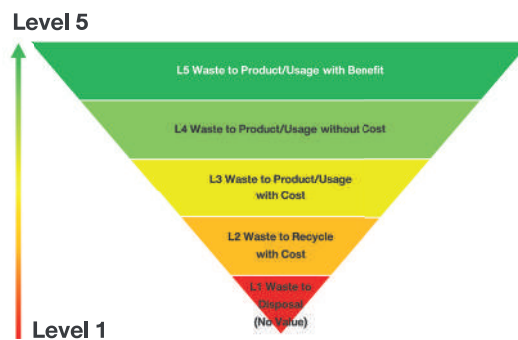 Level 5
L5 Waste to Product/Usage with Benefit
L4 Waste to Product/Usage without Cost
L3 Waste to Product/Usage
with Cost
L2 Waste to Recycle
with Cost
L1 Waste to
Disposal
(No Value)
Level 1